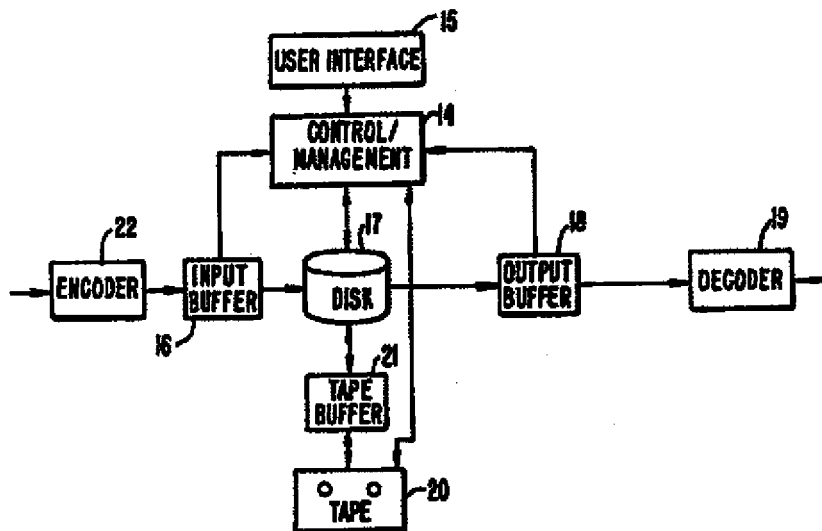 15
USER INTERFACE
14
CONTROL/
MANAGEMENT
22
ENCODER
INPUT
BUFFER
16
17
DISK
18
OUTPUT
BUFFER
19
DECODER
21
TAPE
BUFFER
TAPE
20